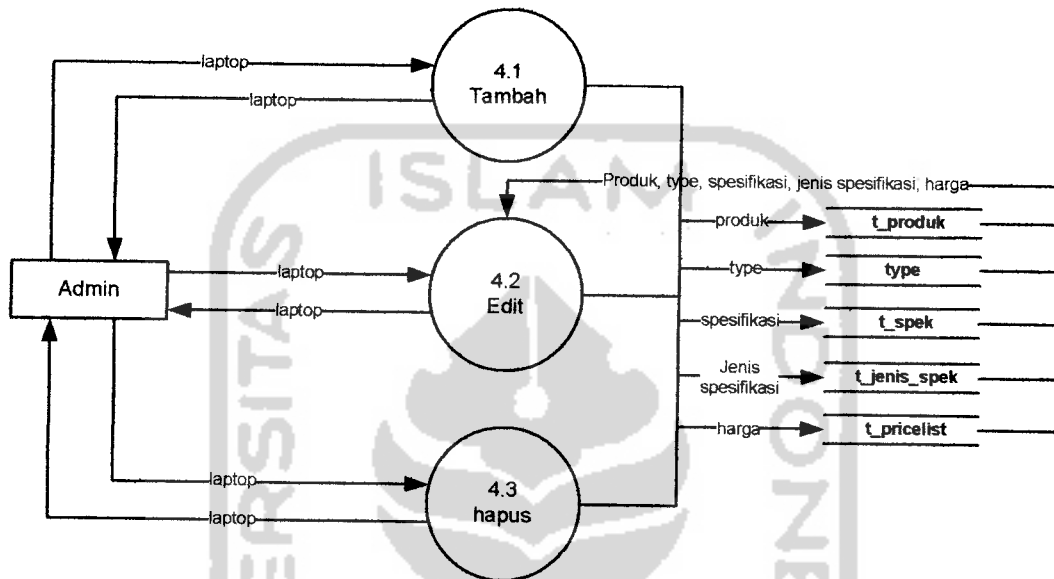 laptop
4.1
Tambah
laptop
ISLAM
Produk, type, spesifikasi, jenis spesifikasi, harga
produk
t_produk
Admin
laptop
4.2
Edit
type
type
laptop
spesifikasi
t_spek
Jenis
spesifikasi
t_jenis_spek
harga
t_pricelist
laptop
4.3
hapus
laptop